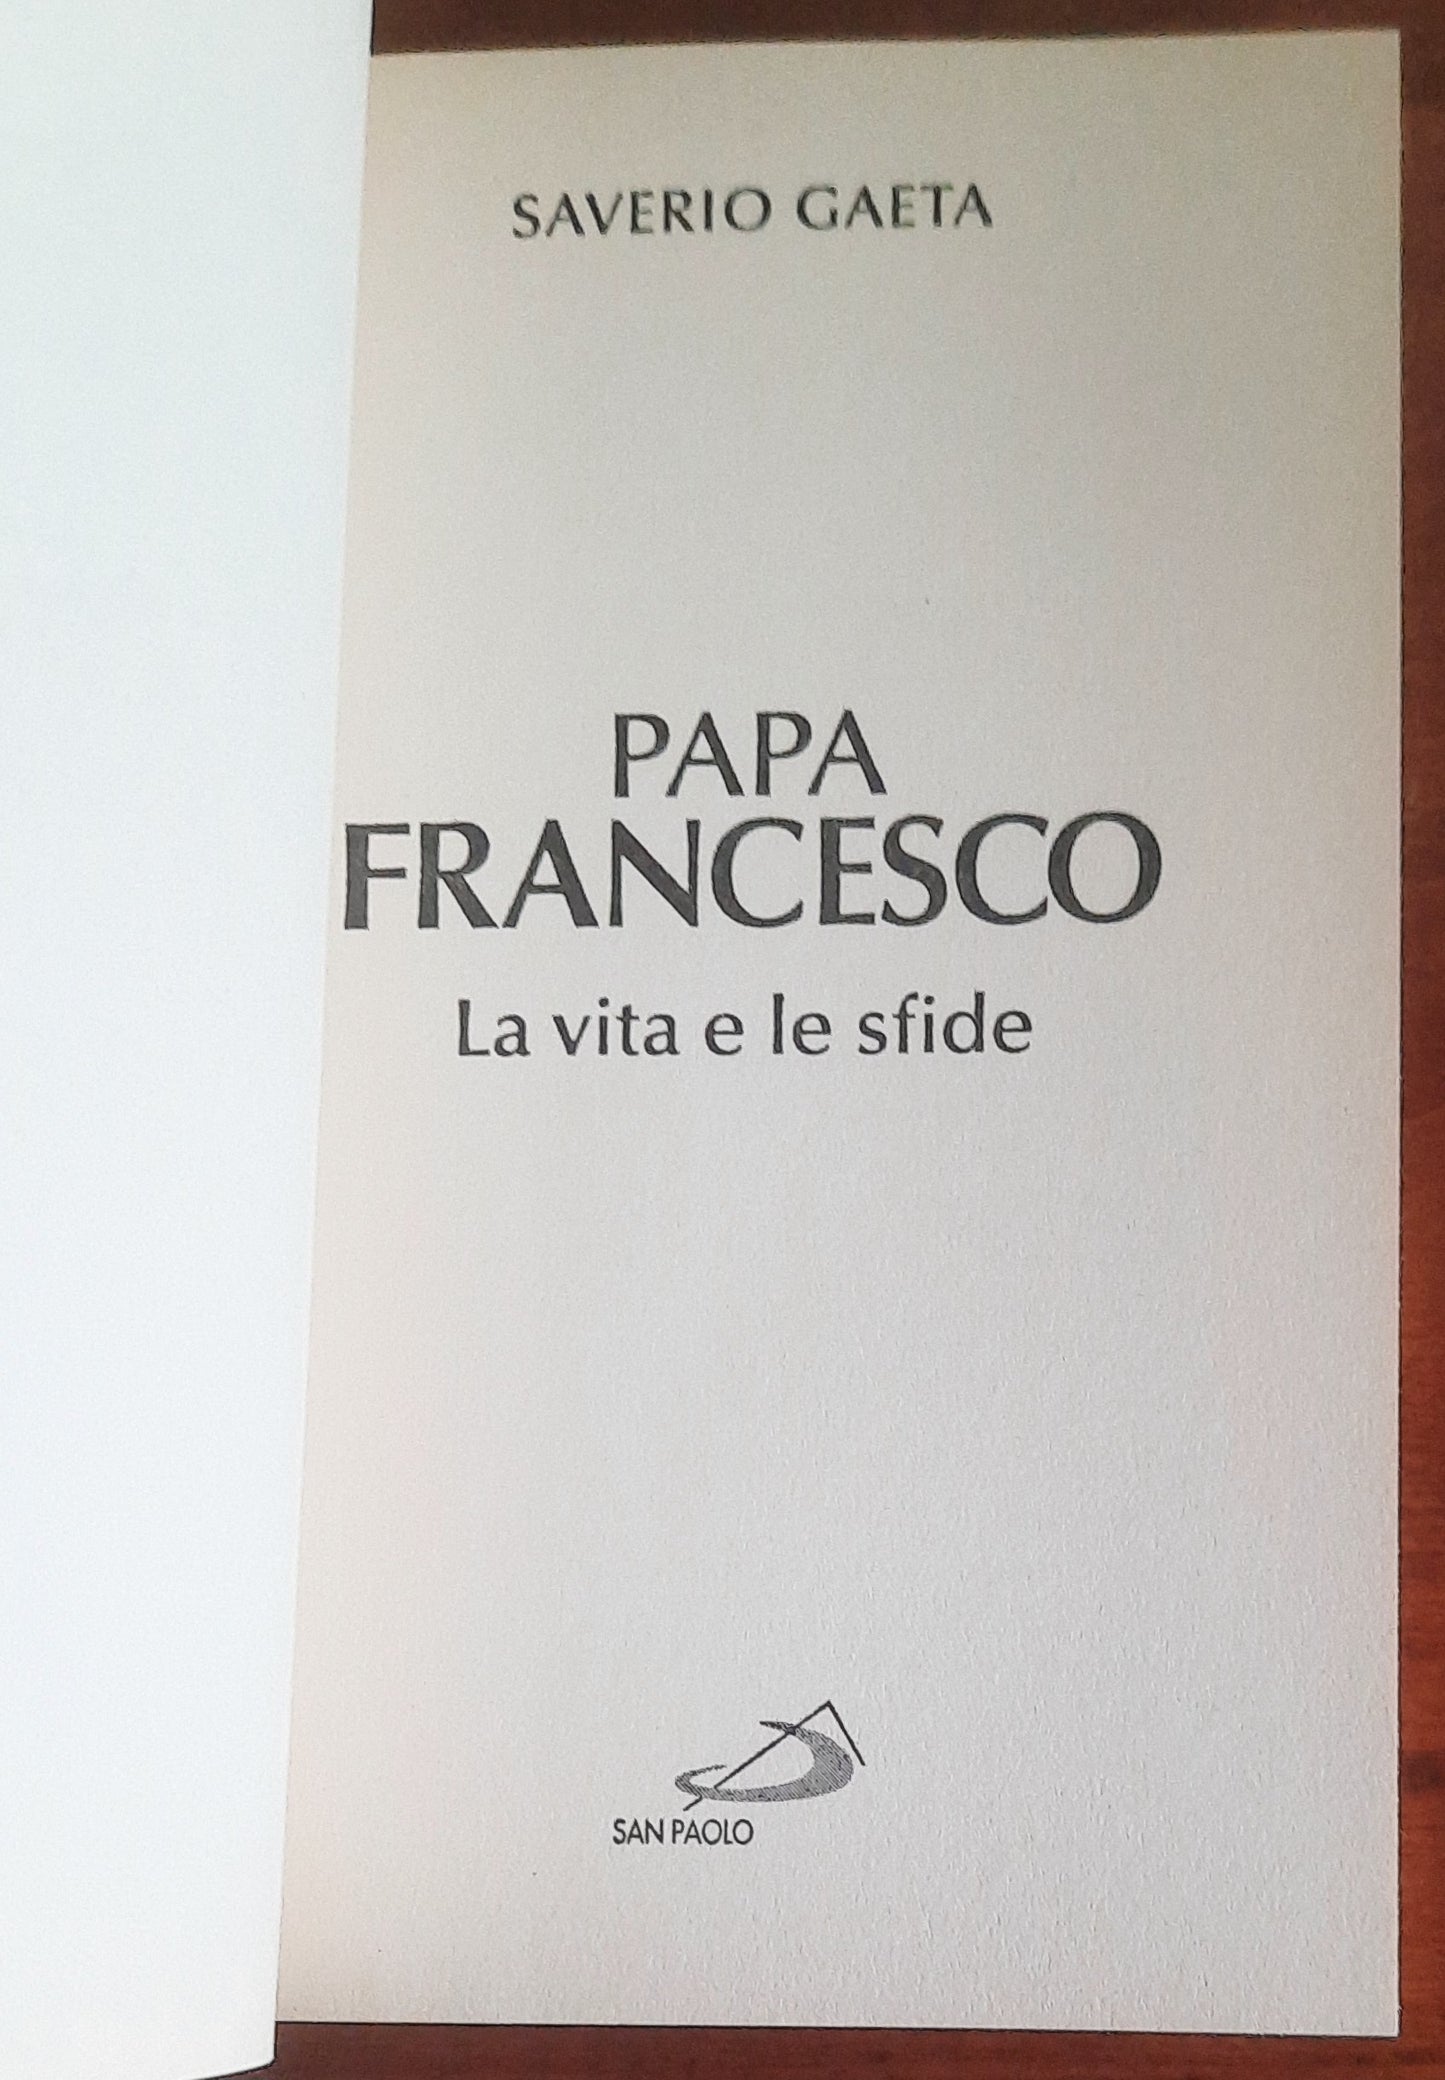 SAVERIO GAETA
PAPA
FRANCESCO
La vita e le sfide
SAN PAOLO